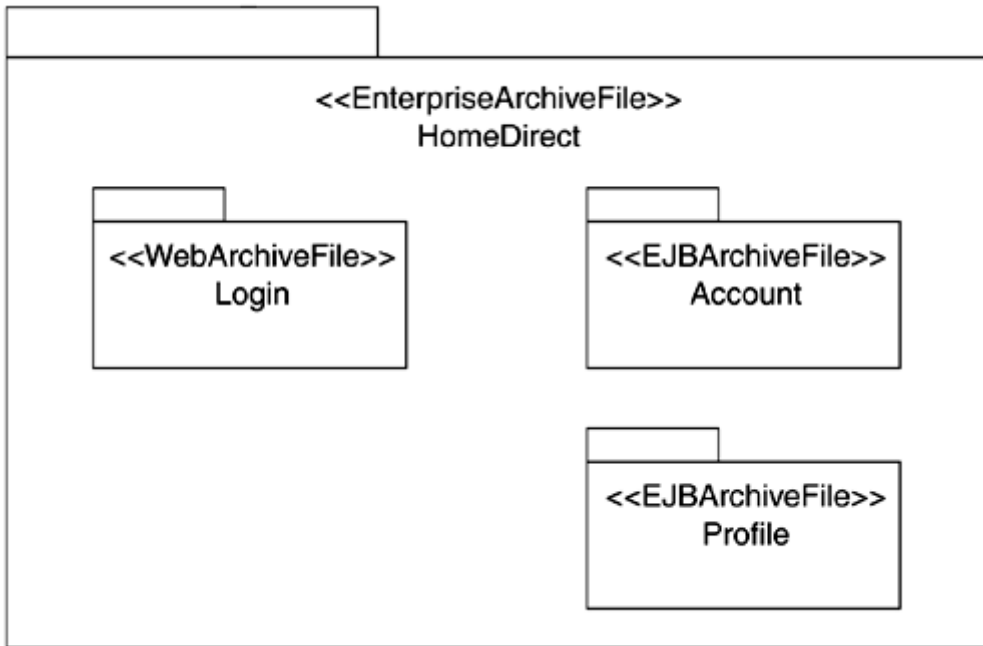 <<EnterpriseArchiveFile>>
HomeDirect
<<WebArchiveFile>>
Login
<<EJBArchiveFile>>
Account
<<EJBArchiveFile>>
Profile